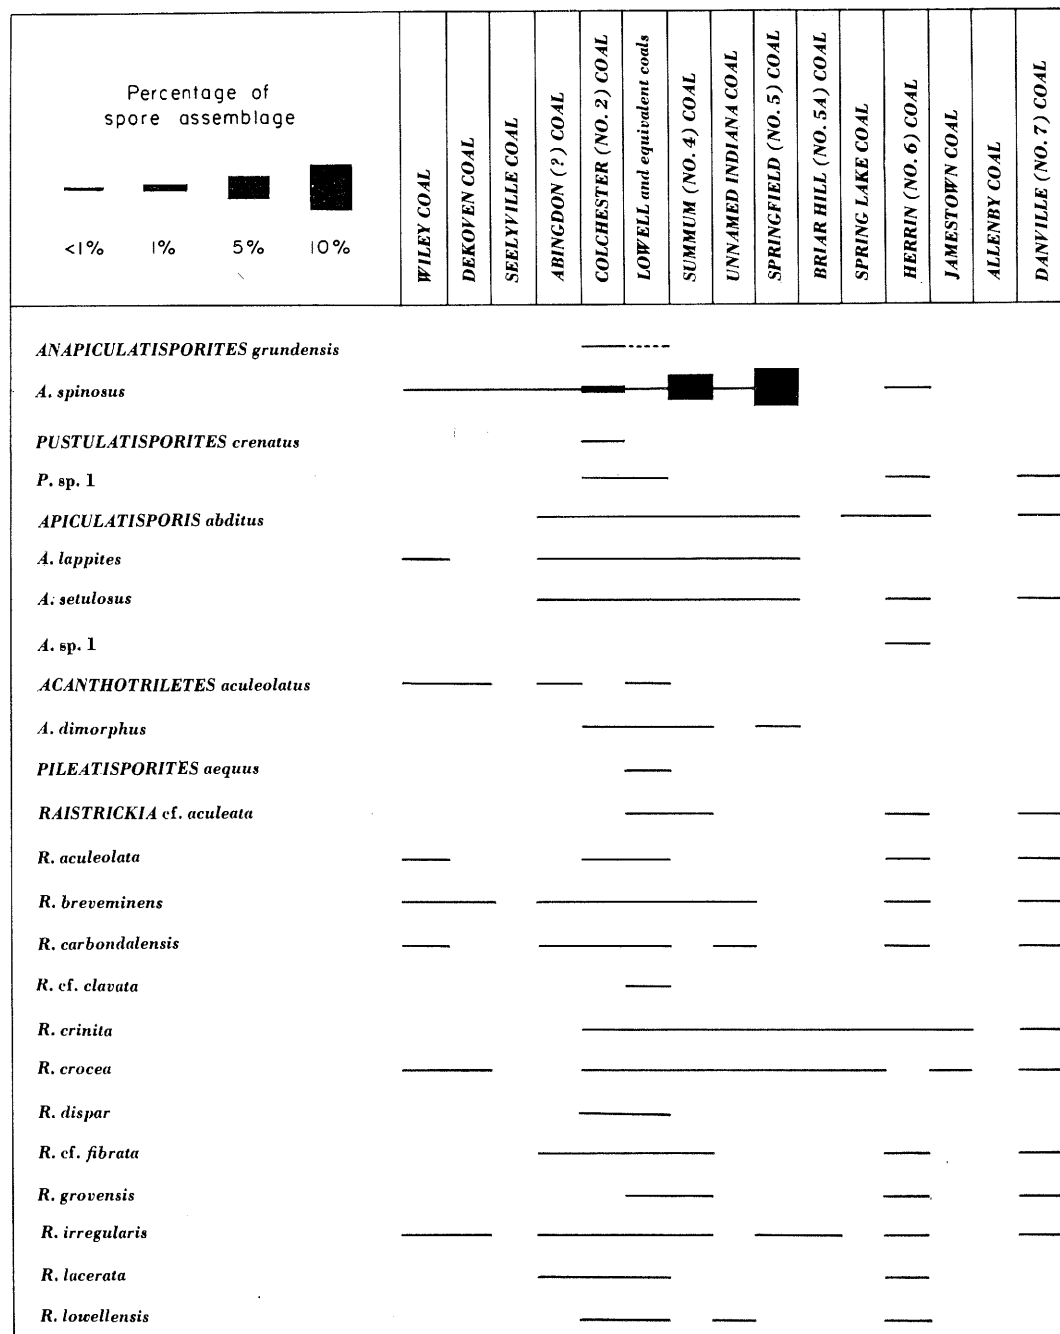 Percentage of
spore assemblage
<1%
1%
5%
10%
WILEY COAL
DEKOVEN COAL
SEELYVILLE COAL
ABINGDON (?) COAL
COLCHESTER (NO. 2) COAL
LOWELL and equivalent coals
SUMMUM (NO. 4) COAL
UNNAMED INDIANA COAL
SPRINGFIELD (NO. 5) COAL
BRIAR HILL (NO. 5A) COAL
SPRING LAKE COAL
HERRIN (NO. 6) COAL
JAMESTOWN COAL
ALLENBY COAL
DANVILLE (NO. 7) COAL
ANAPICULATISPORITES grundensis
A. spinosus
PUSTULATISPORITES crenatus
P. sp. 1
APICULATISPORIS abditus
A. lappites
A. setulosus
A. sp. 1
ACANTHOTRILETES aculeolatus
A. dimorphus
PILEATISPORITES aequus
RAISTRICKIA cf. aculeata
R. aculeolata
R. breveminens
R. carbondalensis
R. cf. clavata
R. crinita
R. crocea
R. dispar
R. cf. fibrata
R. grovensis
R. irregularis
R. lacerata
R. lowellensis